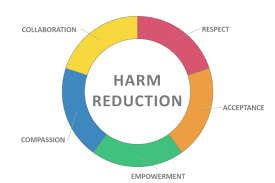 COLLABORATION
RESPECT
HARM
REDUCTION
ACCEPTANCE
COMPASSION
EMPOWERMENT